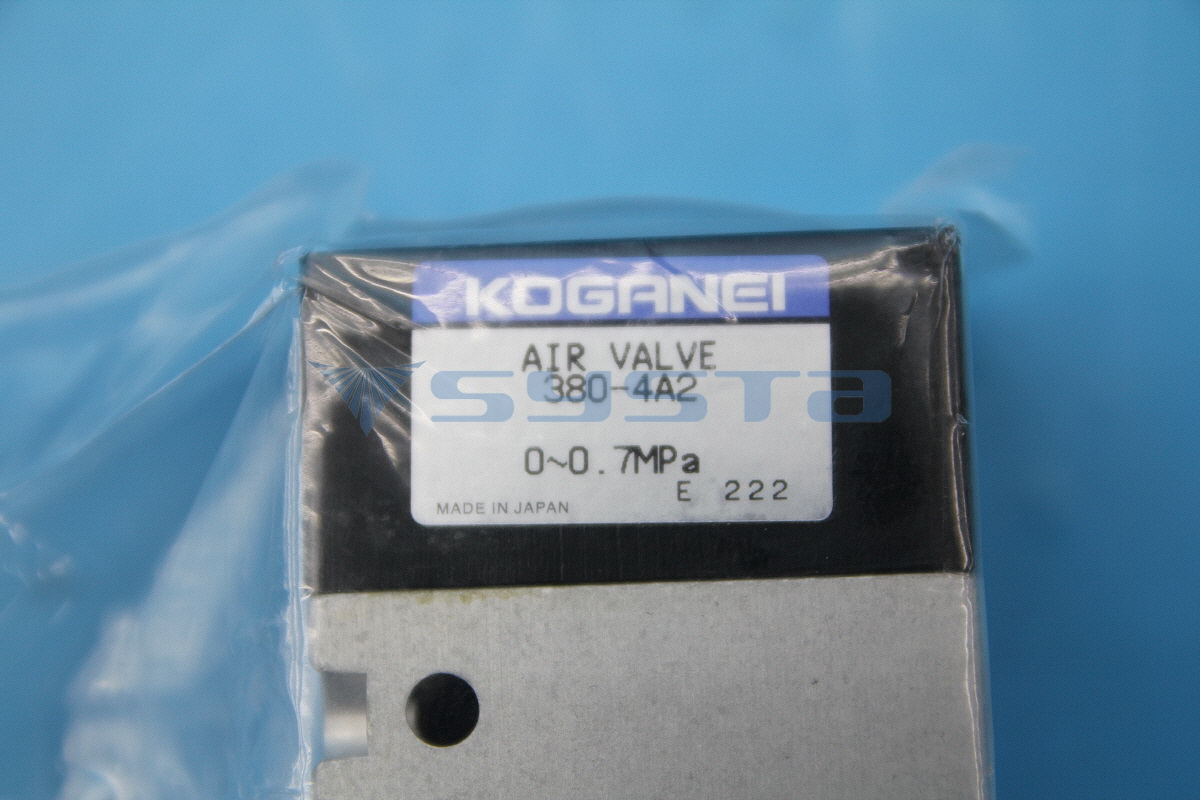 KOGANEI
AIR VALVE
380-4A2
systa
0~0.7MPa
E 222
MADE IN JAPAN